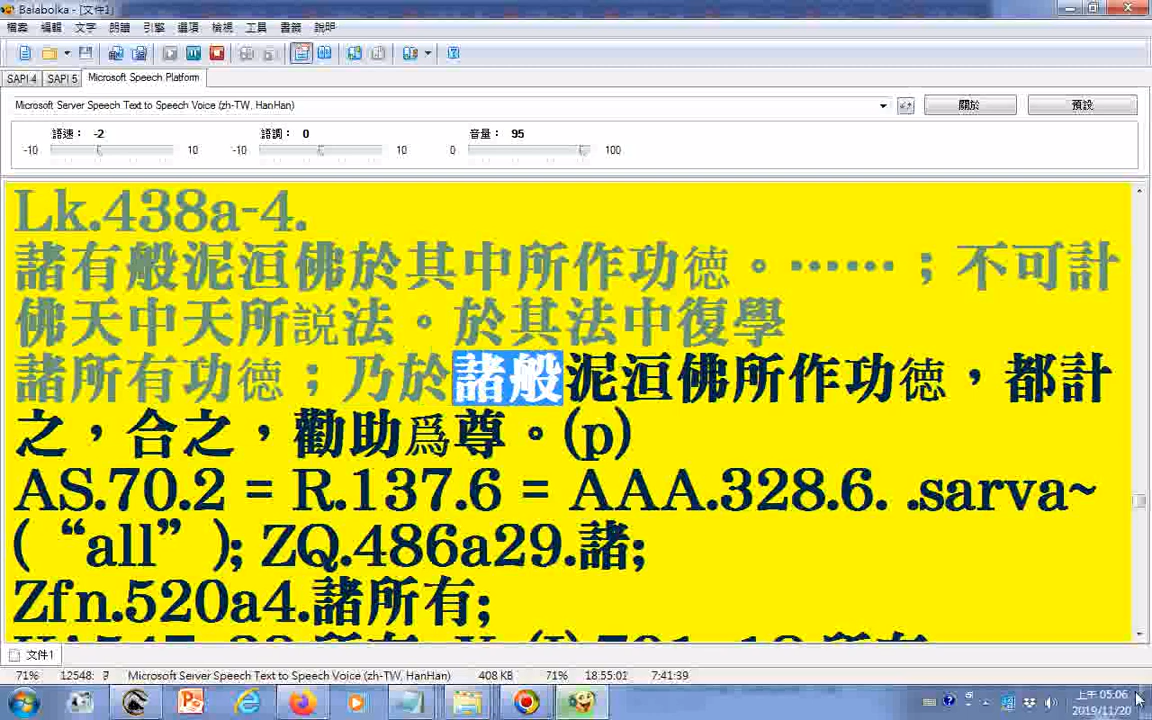 Balabolka - [文件1]
檔案 編輯 文字 朗讀 引擎 選項 檢視 工具 書籤 說明
SAPI 4 SAPI 5 Microsoft Speech Platform
Microsoft Server Speech Text to Speech Voice (zh-TW, HanHan) 關於 預設
語速： -2 語調： 0 音量： 95
-10 10 -10 10 0 100
Lk.438a-4.
諸有般泥洹佛於其中所作功德。⋯⋯；不可計
佛天中天所説法。於其法中復學
諸所有功德；乃於諸般泥洹佛所作功德，都計
之，合之，勸助爲尊。(p)
AS.70.2 = R.137.6 = AAA.328.6. .sarva~
(“all”); ZQ.486a29.諸;
Zfn.520a4.諸所有;
文件1
71% 12548: Microsoft Server Speech Text to Speech Voice (zh-TW, HanHan) 408 KB 71% 18:55:01 7:41:39
上午 05:06
2019/11/20